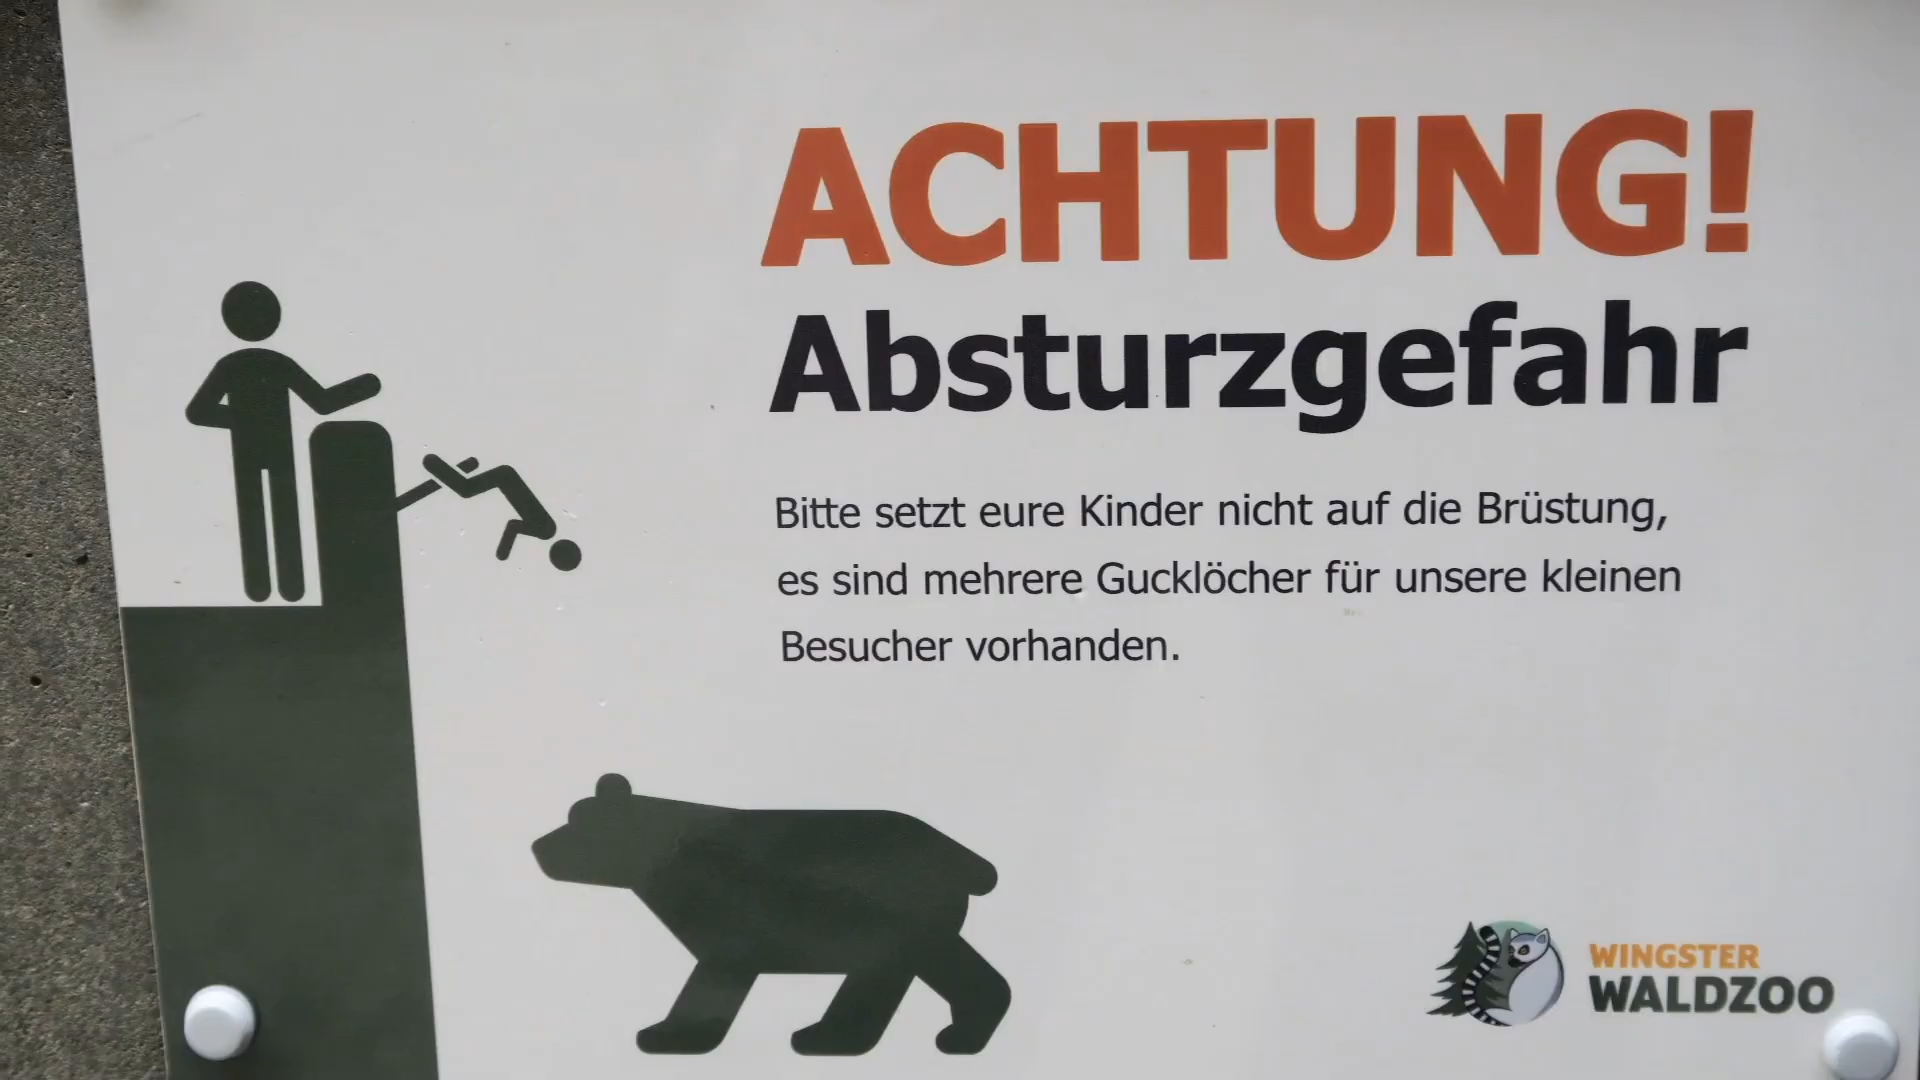 ACHTUNG!
Absturzgefahr
Bitte setzt eure Kinder nicht auf die Brüstung,
es sind mehrere Gucklöcher für unsere kleinen
Besucher vorhanden.
WINGSTER
WALDZOO